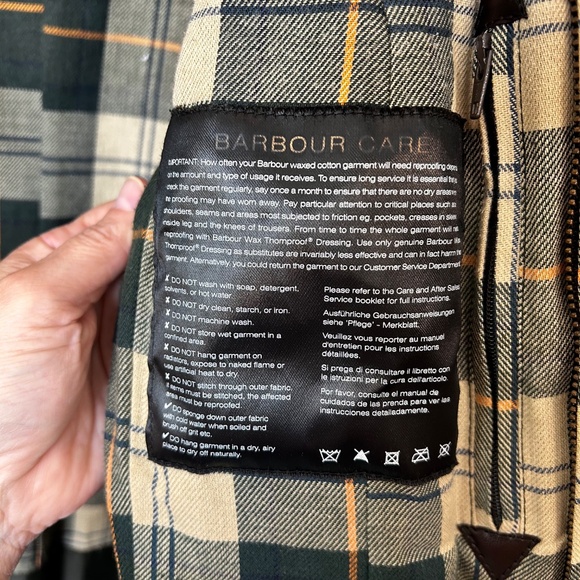 BARBOUR CARE
IMPORTANT: How often your Barbour waxed cotton garment will need reproofing depends
on the amount and type of usage it receives. To ensure long service it is essential that
check the garment regularly, say once a month to ensure that there are no dry areas
the proofing may have worn away. Pay particular attention to critical places such as
shoulders, seams and areas most subjected to friction eg. pockets, creases in sleeve
inside leg and the knees of trousers. From time to time the whole garment will
reproofing with Barbour Wax Thornproof® Dressing. Use only genuine Barbour Wax
Thornproof® Dressing as substitutes are invariably less effective and can in fact harm the
garment. Alternatively, you could return the garment to our Customer Service Department.
✗ DO NOT wash with soap, detergent,
solvents, or hot water.
✗ DO NOT dry clean, starch, or iron.
✗ DO NOT machine wash.
✗ DO NOT store wet garment in a
confined area.
✗ DO NOT hang garment on
radiators, expose to naked flame or
use artificial heat to dry.
✗ DO NOT stitch through outer fabric.
If items must be stitched, the affected
area must be reproofed.
✓ DO sponge down outer fabric
with cold water when soiled and
brush off grit etc.
✓ DO hang garment in a dry, airy
place to dry off naturally.
Please refer to the Care and After Sales
Service booklet for full instructions.
Ausführliche Gebrauchsanweisungen
siehe 'Pflege' - Merkblatt.
Veuillez vous reporter au manuel
d'entretien pour les instructions
détaillées.
Si prega di consultare il libretto con
le istruzioni per la cura dell'articolo.
Por favor, consulte el manual de
cuidados de las prendas para ver las
instrucciones detalladamente.